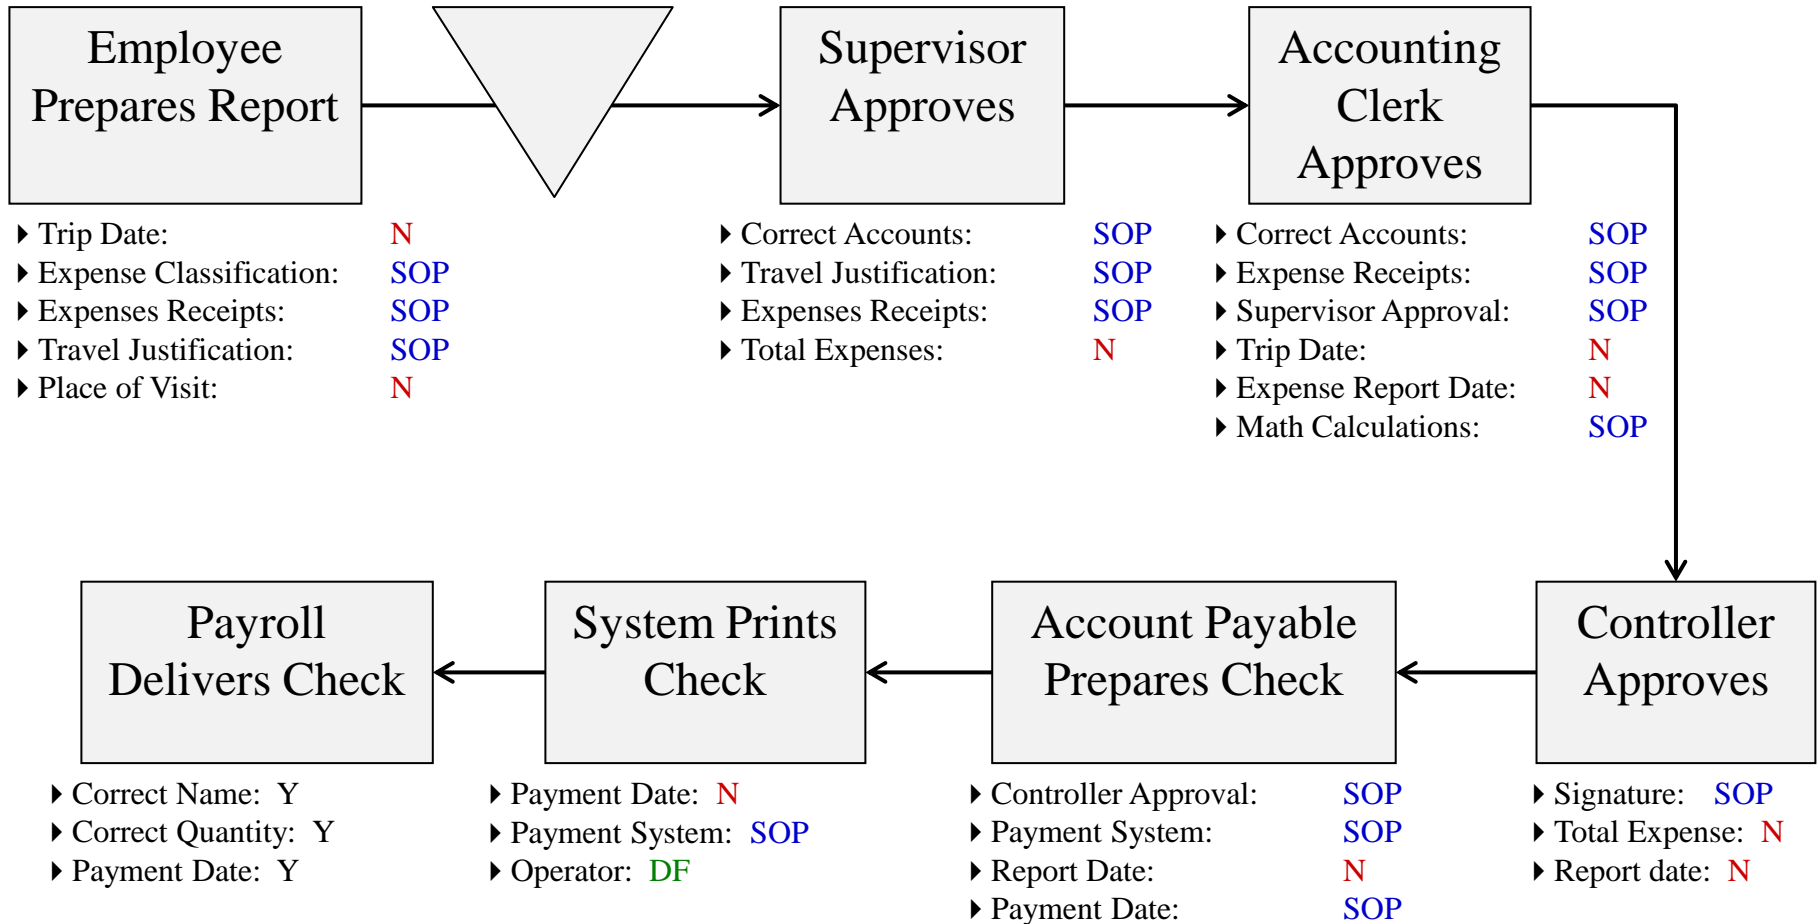 Employee
Prepares Report
Supervisor
Approves
Accounting
Clerk
Approves
Trip Date: N
Expense Classification: SOP
Expenses Receipts: SOP
Travel Justification: SOP
Place of Visit: N
Correct Accounts: SOP
Travel Justification: SOP
Expenses Receipts: SOP
Total Expenses: N
Correct Accounts: SOP
Expense Receipts: SOP
Supervisor Approval: SOP
Trip Date: N
Expense Report Date: N
Math Calculations: SOP
Payroll
Delivers Check
System Prints
Check
Account Payable
Prepares Check
Controller
Approves
Correct Name: Y
Correct Quantity: Y
Payment Date: Y
Payment Date: N
Payment System: SOP
Operator: DF
Controller Approval: SOP
Payment System: SOP
Report Date: N
Payment Date: SOP
Signature: SOP
Total Expense: N
Report date: N